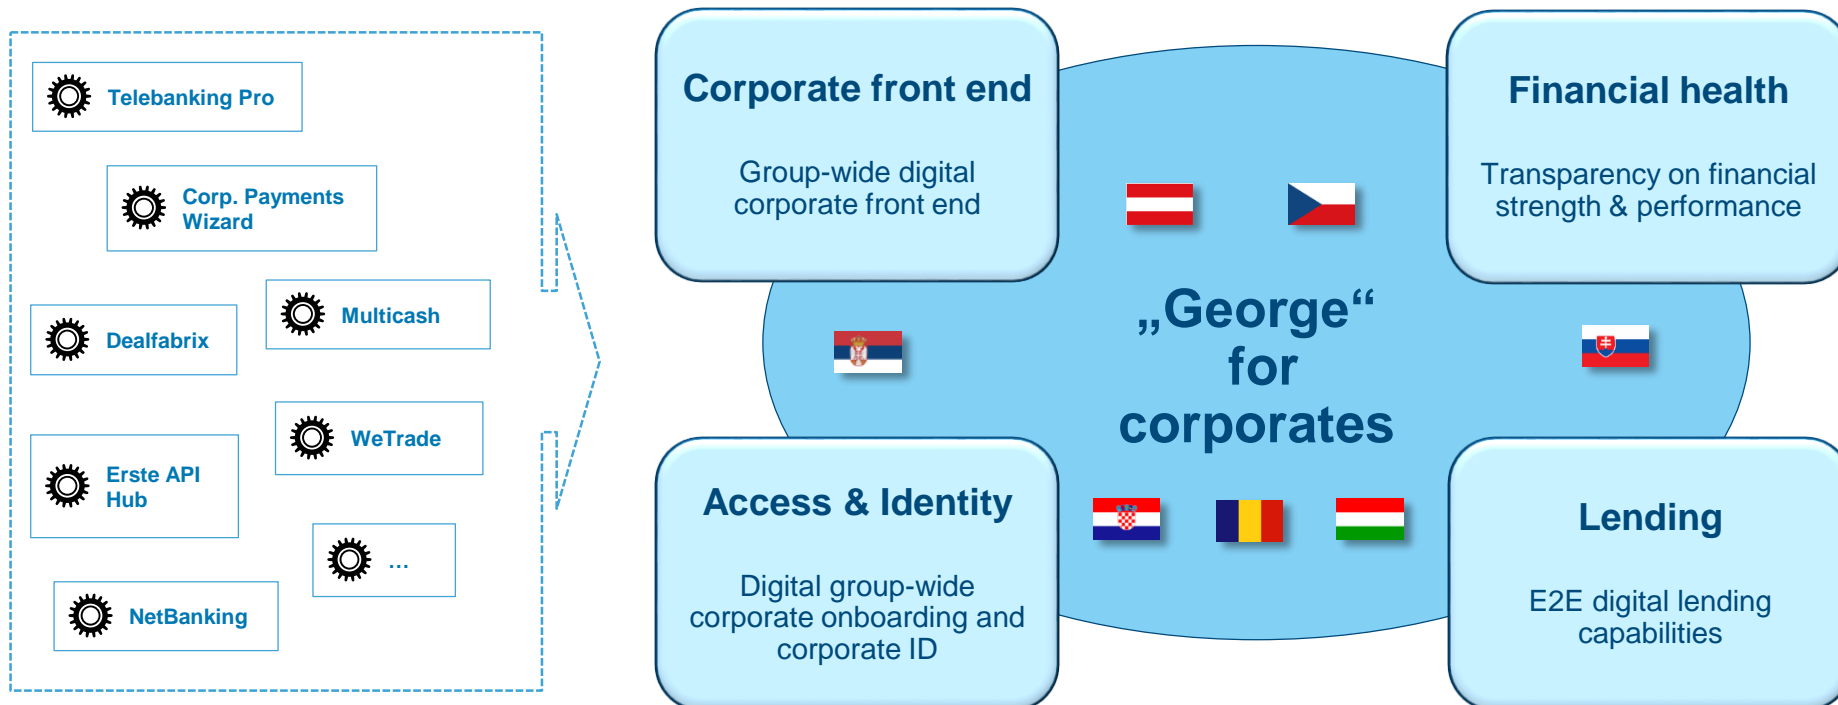 Telebanking Pro
Corp. Payments
Wizard
Multicash
Dealfabrix
WeTrade
Erste API
Hub
…
NetBanking
Corporate front end
Group-wide digital
corporate front end
Financial health
Transparency on financial
strength & performance
„George“
for
corporates
Access & Identity
Digital group-wide
corporate onboarding and
corporate ID
Lending
E2E digital lending
capabilities